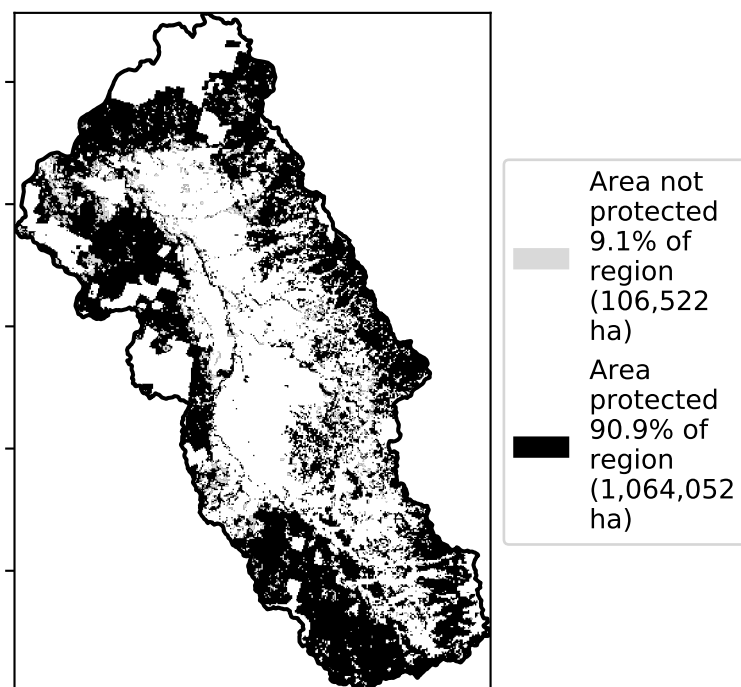 Area not
protected
9.1% of
region
(106,522
ha)
Area
protected
90.9% of
region
(1,064,052
ha)